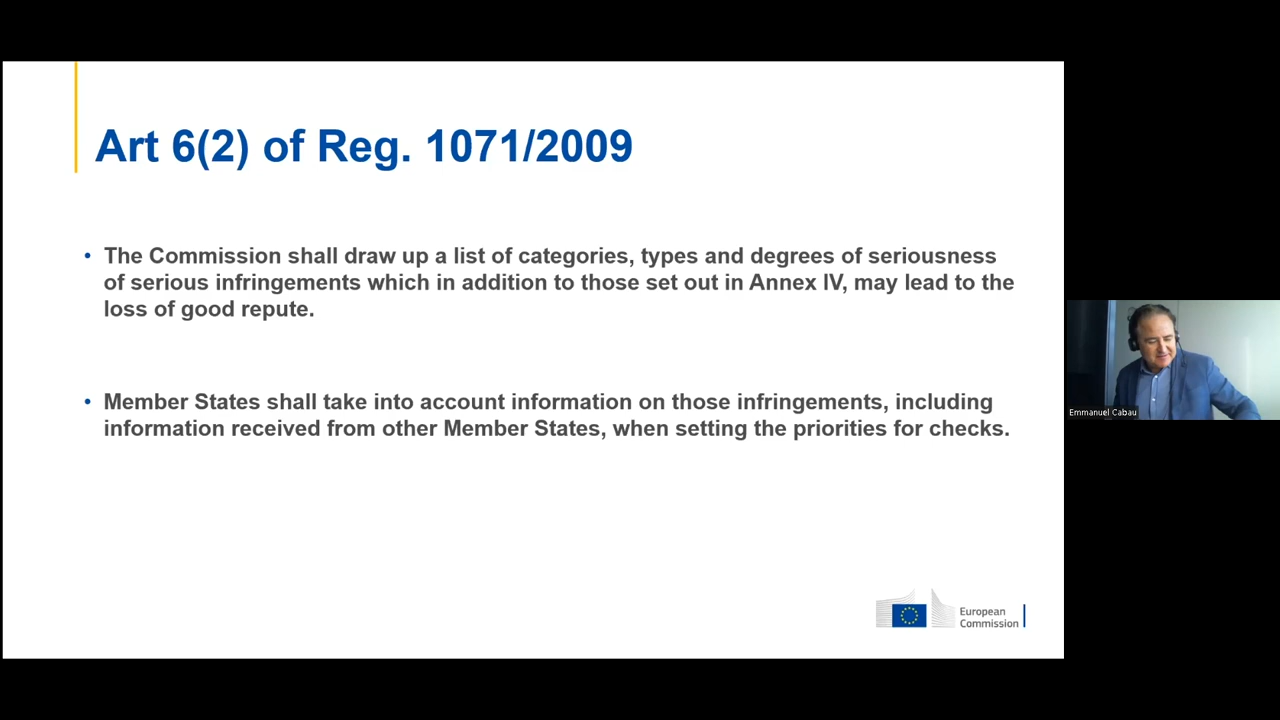 Art 6(2) of Reg. 1071/2009
• The Commission shall draw up a list of categories, types and degrees of seriousness
of serious infringements which in addition to those set out in Annex IV, may lead to the
loss of good repute.
• Member States shall take into account information on those infringements, including
information received from other Member States, when setting the priorities for checks.
European
Commission
Emmanuel Cabau